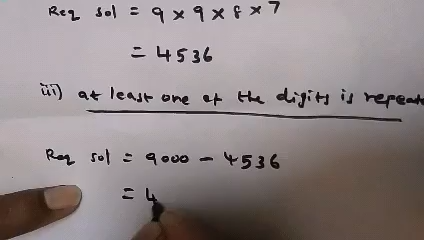 Req sol = 9 x 9 x 8 x 7
= 4536
iii) at least one of the digits is repeate
Req sol = 9000 - 4536
= 4